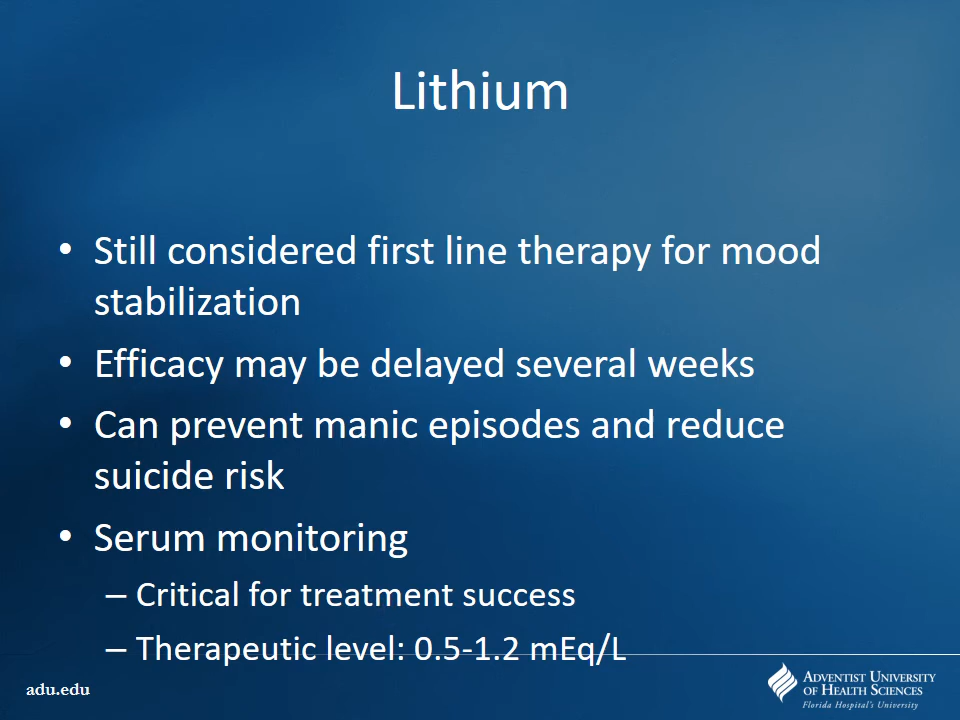 Lithium
• Still considered first line therapy for mood
stabilization
• Efficacy may be delayed several weeks
• Can prevent manic episodes and reduce
suicide risk
• Serum monitoring
– Critical for treatment success
– Therapeutic level: 0.5-1.2 mEq/L
adu.edu
ADVENTIST UNIVERSITY
OF HEALTH SCIENCES
Florida Hospital's University